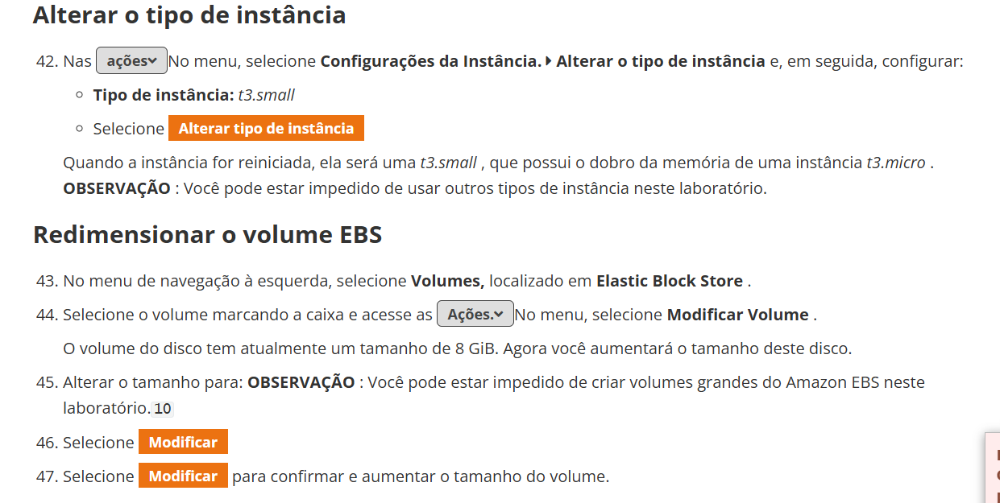 Alterar o tipo de instância
42. Nas ações No menu, selecione Configurações da Instância. Alterar o tipo de instância e, em seguida, configurar:
Tipo de instância: t3.small
Selecione Alterar tipo de instância
Quando a instância for reiniciada, ela será uma t3.small , que possui o dobro da memória de uma instância t3.micro .
OBSERVAÇÃO : Você pode estar impedido de usar outros tipos de instância neste laboratório.
Redimensionar o volume EBS
43. No menu de navegação à esquerda, selecione Volumes, localizado em Elastic Block Store .
44. Selecione o volume marcando a caixa e acesse as Ações. No menu, selecione Modificar Volume .
O volume do disco tem atualmente um tamanho de 8 GiB. Agora você aumentará o tamanho deste disco.
45. Alterar o tamanho para: OBSERVAÇÃO : Você pode estar impedido de criar volumes grandes do Amazon EBS neste
laboratório. 10
46. Selecione Modificar
47. Selecione Modificar para confirmar e aumentar o tamanho do volume.